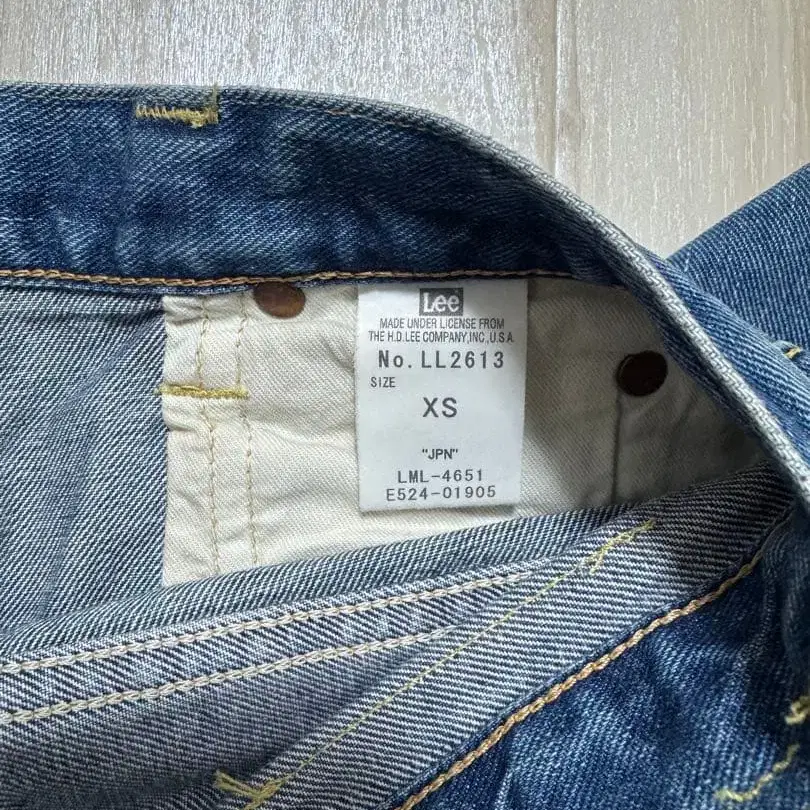 Lee
MADE UNDER LICENSE FROM
THE H.D.LEE COMPANY,INC.,U.S.A.
No. LL2613
SIZE
XS
"JPN"
LML-4651
E524-01905